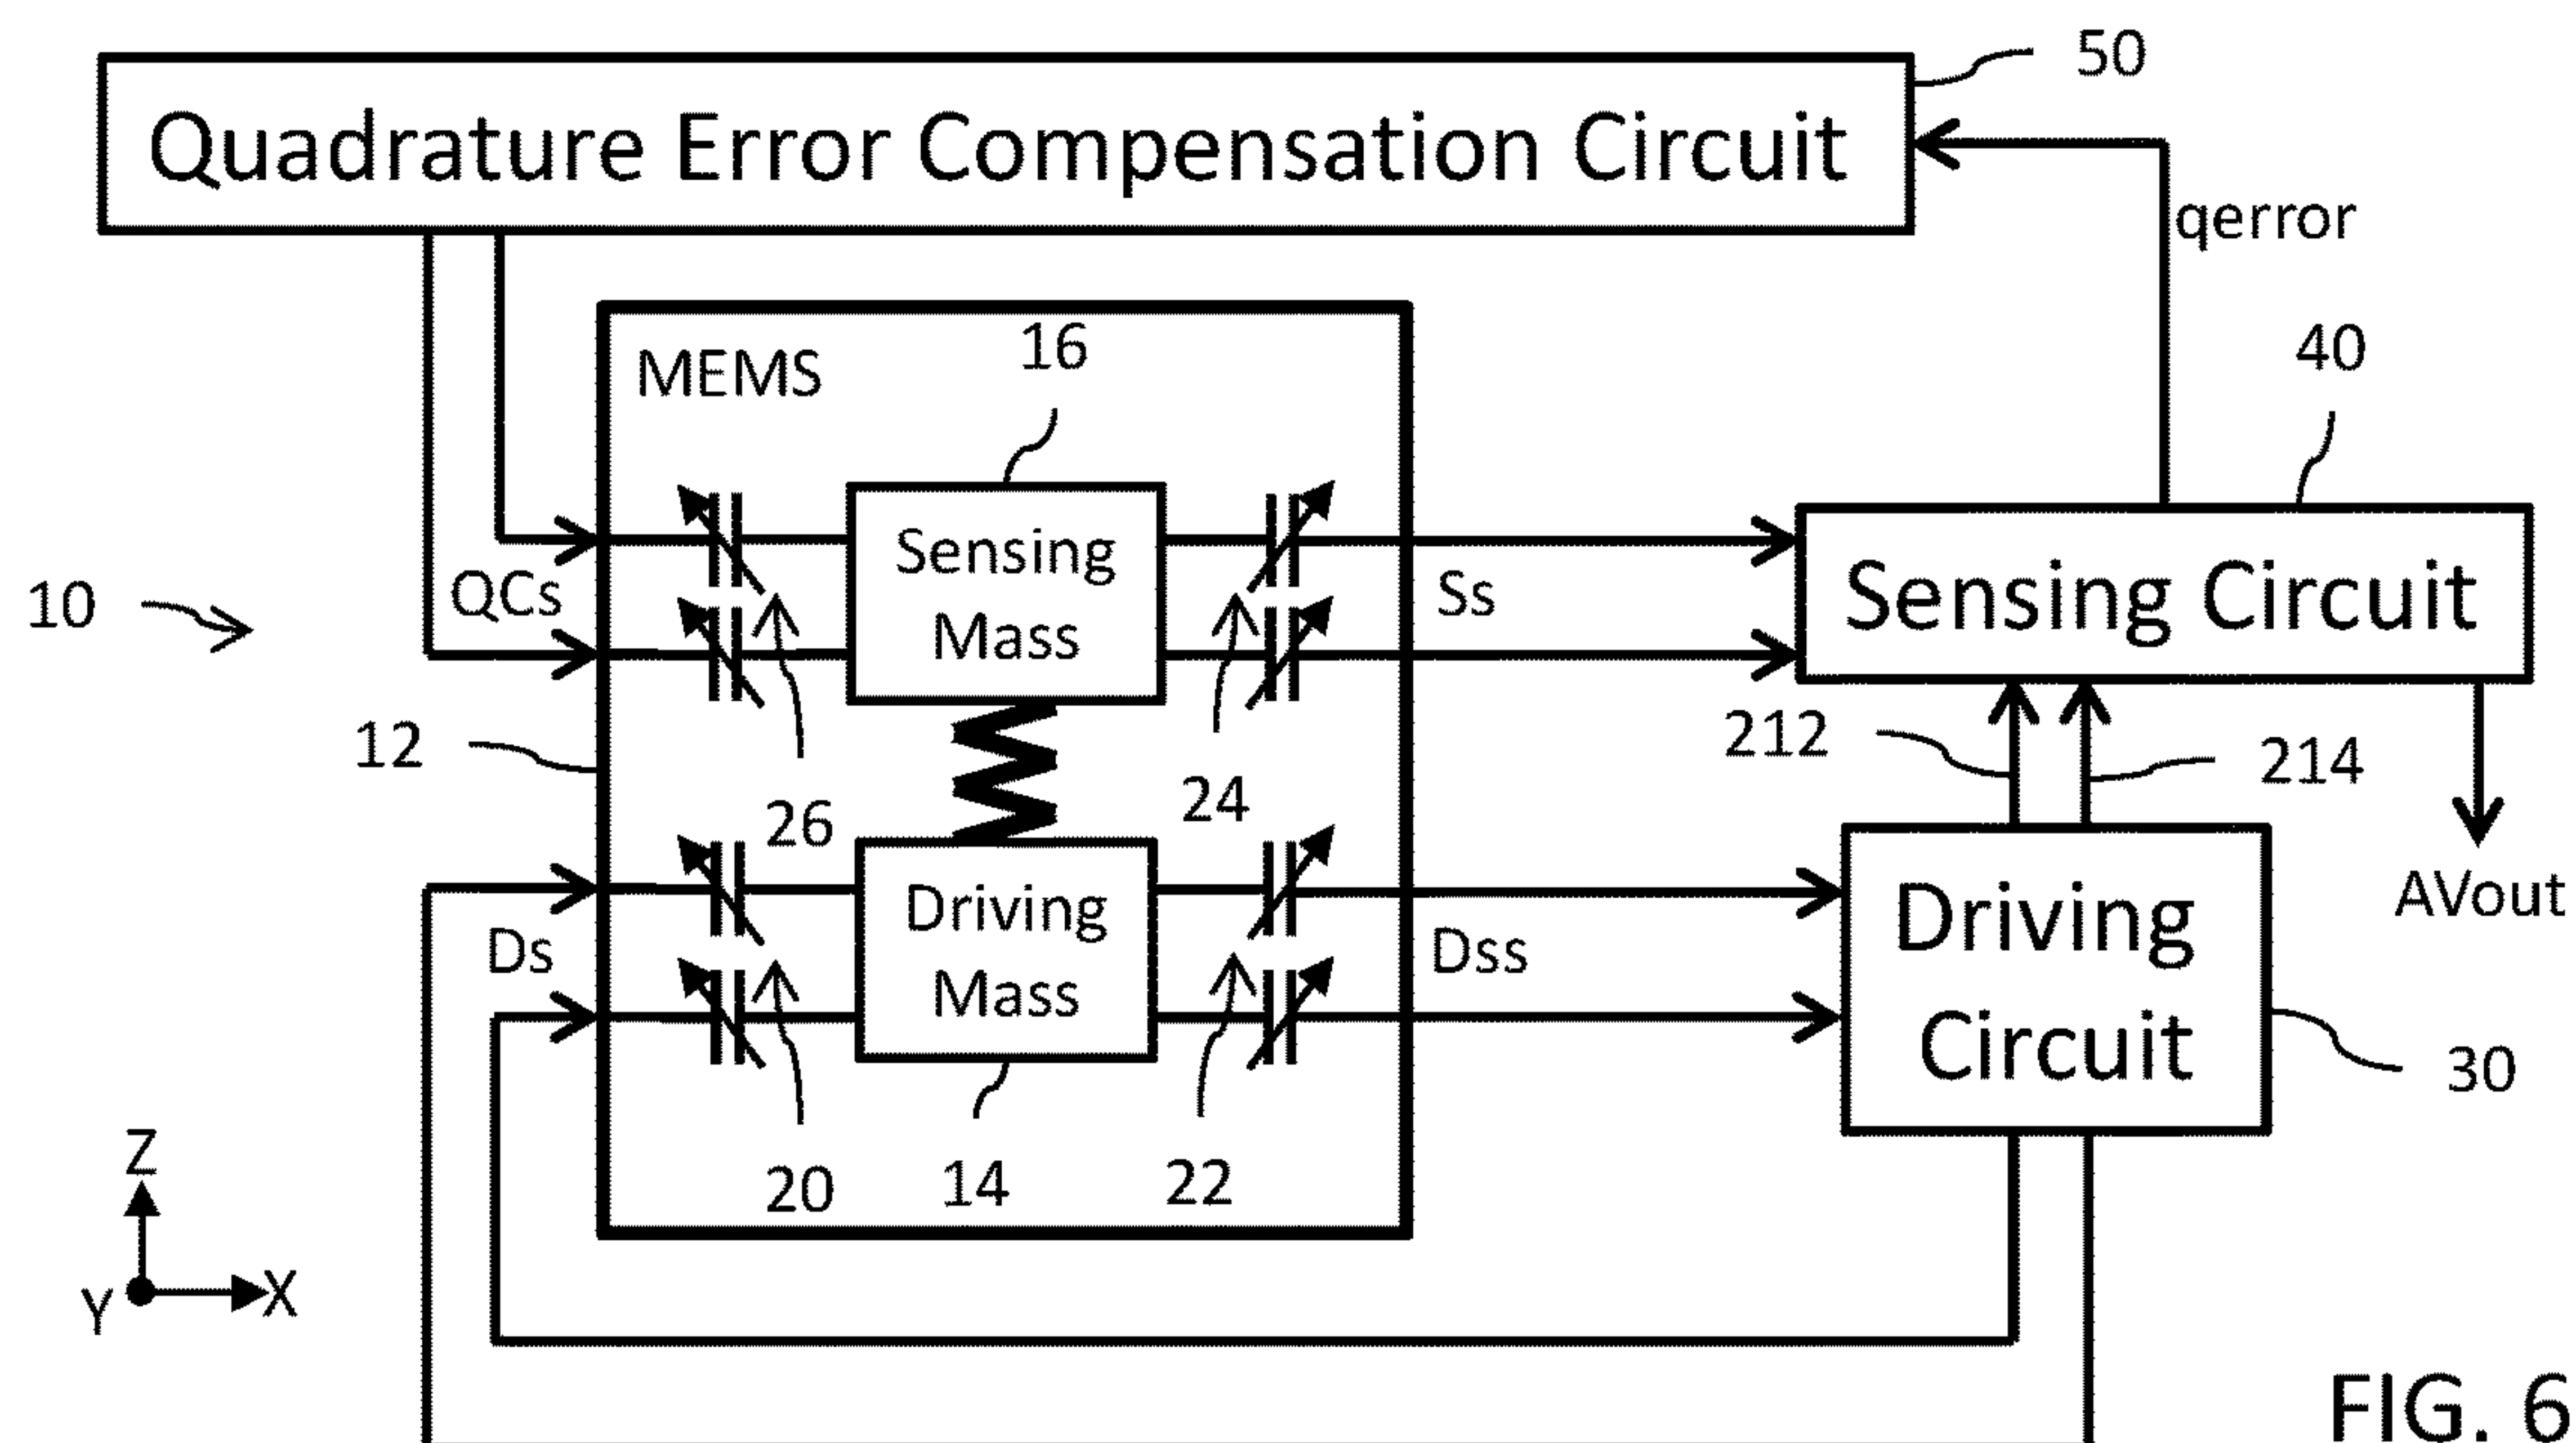 50
Quadrature Error Compensation Circuit
qerror
MEMS
16
40
Sensing
Mass
QCs
Ss
Sensing Circuit
10
12
26
24
212
214
AVout
Driving
Mass
Ds
Dss
Driving
Circuit
30
20
14
22
Z
Y
X
FIG. 6